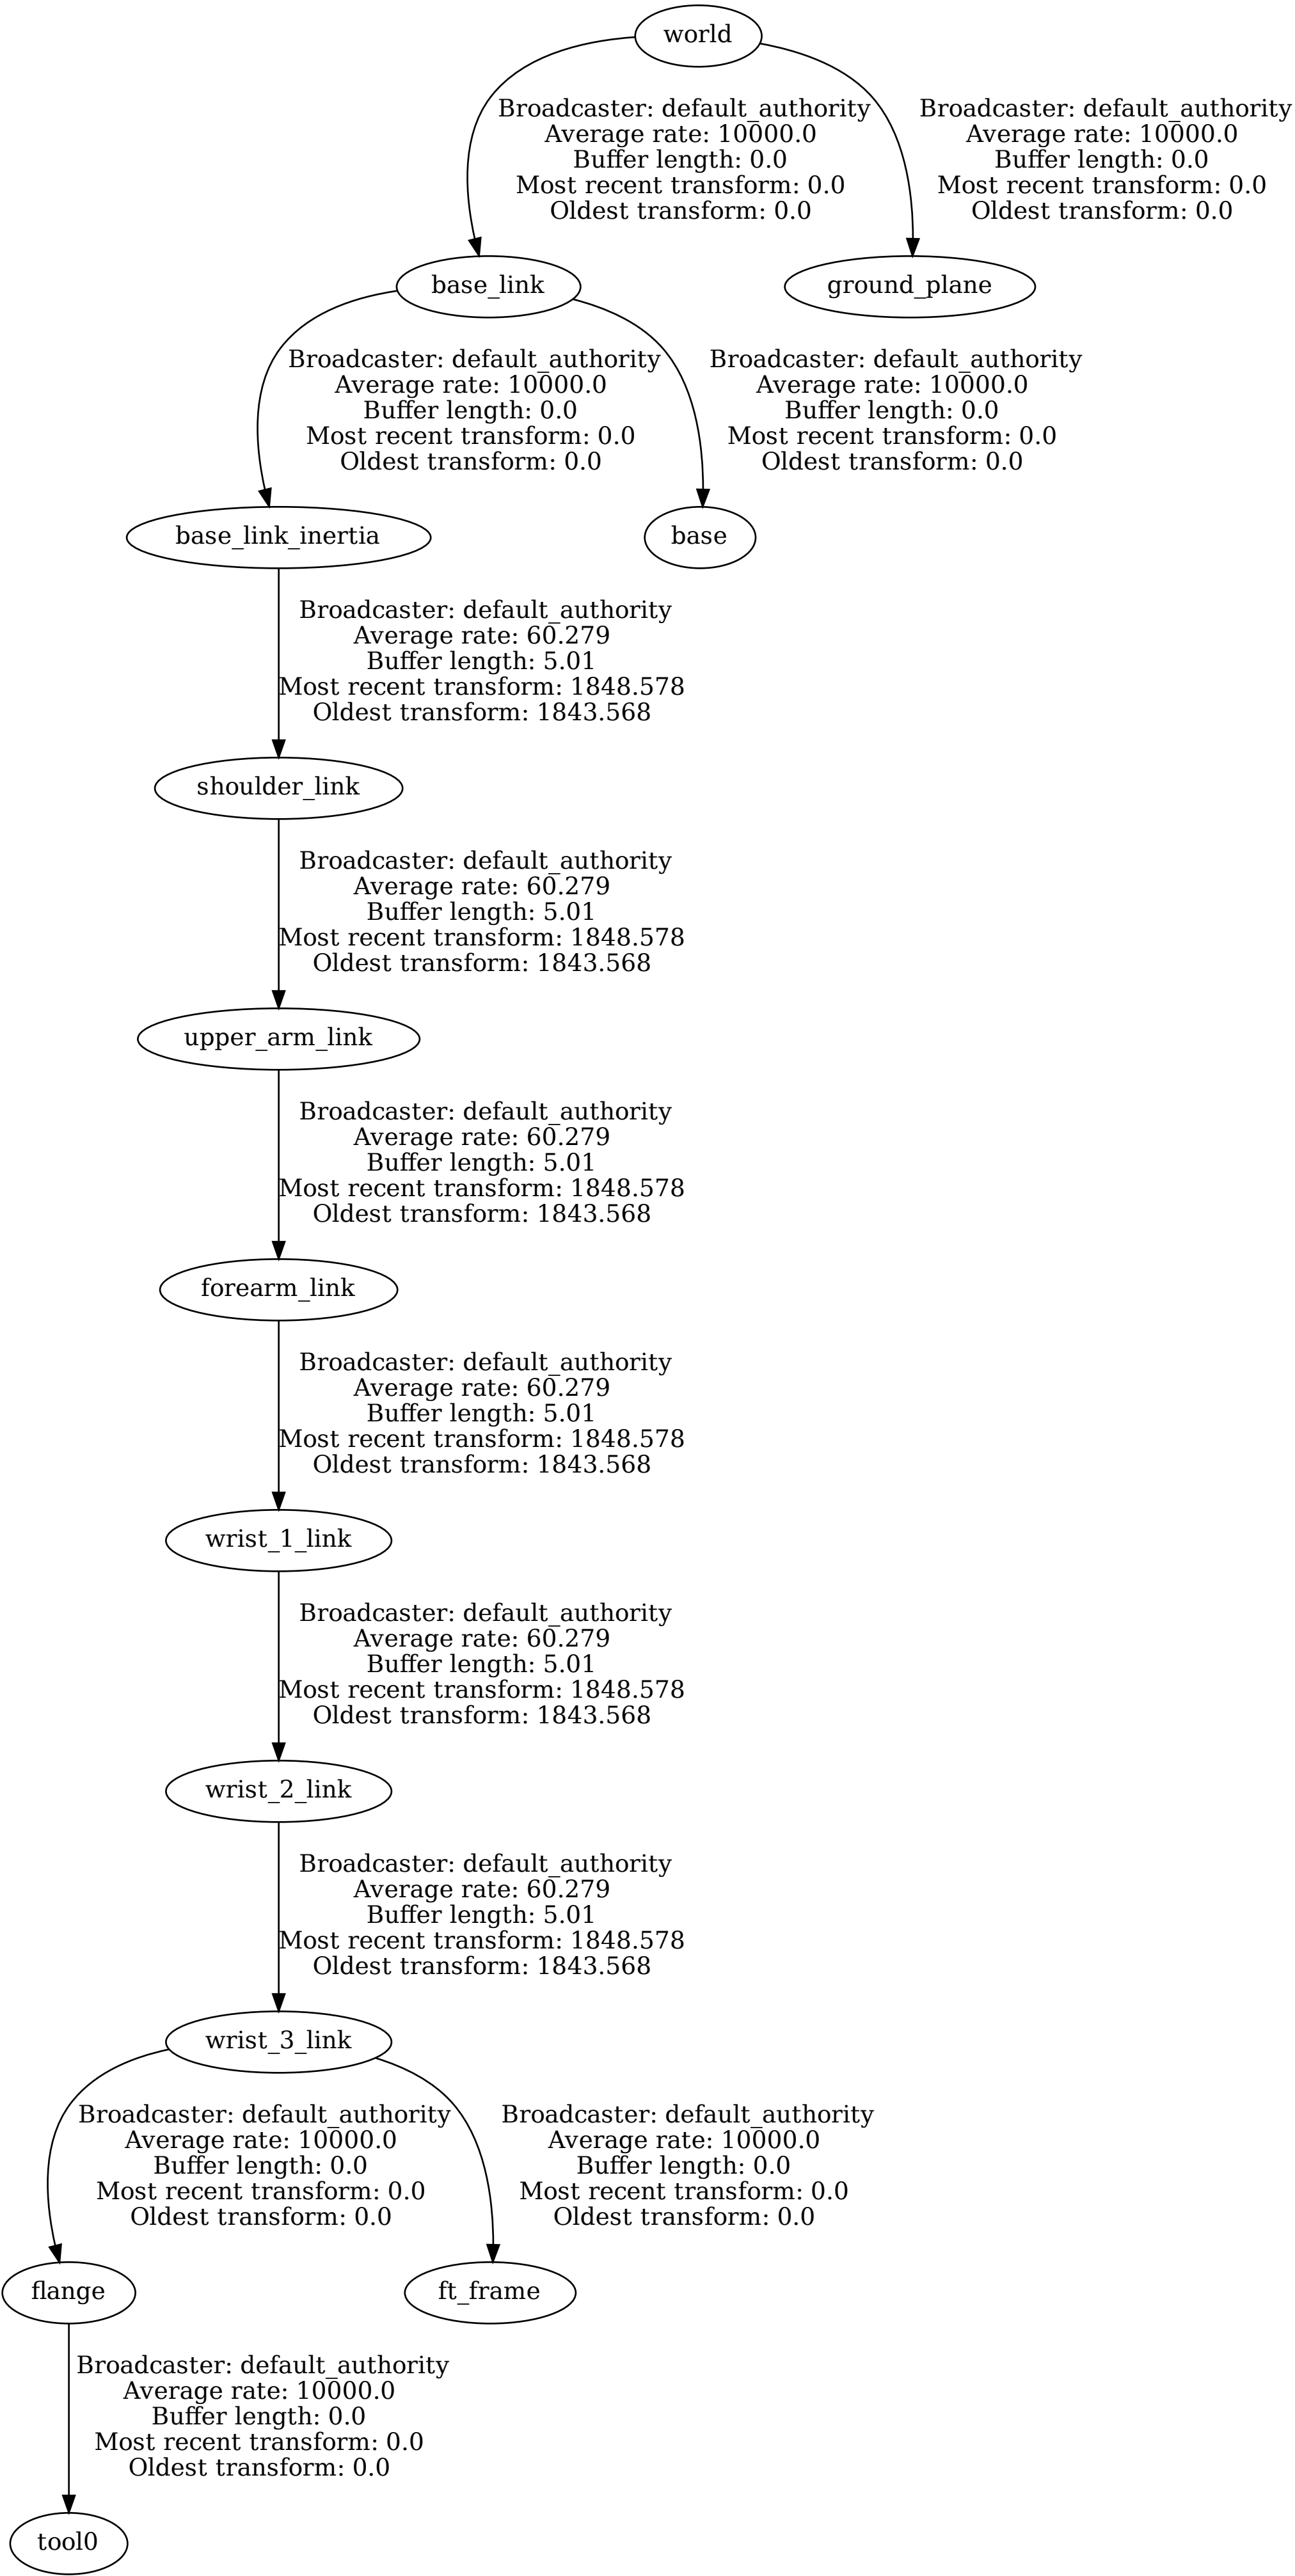 world
Broadcaster: default_authority
Average rate: 10000.0
Buffer length: 0.0
Most recent transform: 0.0
Oldest transform: 0.0
Broadcaster: default_authority
Average rate: 10000.0
Buffer length: 0.0
Most recent transform: 0.0
Oldest transform: 0.0
base_link
ground_plane
Broadcaster: default_authority
Average rate: 10000.0
Buffer length: 0.0
Most recent transform: 0.0
Oldest transform: 0.0
Broadcaster: default_authority
Average rate: 10000.0
Buffer length: 0.0
Most recent transform: 0.0
Oldest transform: 0.0
base_link_inertia
base
Broadcaster: default_authority
Average rate: 60.279
Buffer length: 5.01
Most recent transform: 1848.578
Oldest transform: 1843.568
shoulder_link
Broadcaster: default_authority
Average rate: 60.279
Buffer length: 5.01
Most recent transform: 1848.578
Oldest transform: 1843.568
upper_arm_link
Broadcaster: default_authority
Average rate: 60.279
Buffer length: 5.01
Most recent transform: 1848.578
Oldest transform: 1843.568
forearm_link
Broadcaster: default_authority
Average rate: 60.279
Buffer length: 5.01
Most recent transform: 1848.578
Oldest transform: 1843.568
wrist_1_link
Broadcaster: default_authority
Average rate: 60.279
Buffer length: 5.01
Most recent transform: 1848.578
Oldest transform: 1843.568
wrist_2_link
Broadcaster: default_authority
Average rate: 60.279
Buffer length: 5.01
Most recent transform: 1848.578
Oldest transform: 1843.568
wrist_3_link
Broadcaster: default_authority
Average rate: 10000.0
Buffer length: 0.0
Most recent transform: 0.0
Oldest transform: 0.0
Broadcaster: default_authority
Average rate: 10000.0
Buffer length: 0.0
Most recent transform: 0.0
Oldest transform: 0.0
flange
ft_frame
Broadcaster: default_authority
Average rate: 10000.0
Buffer length: 0.0
Most recent transform: 0.0
Oldest transform: 0.0
tool0